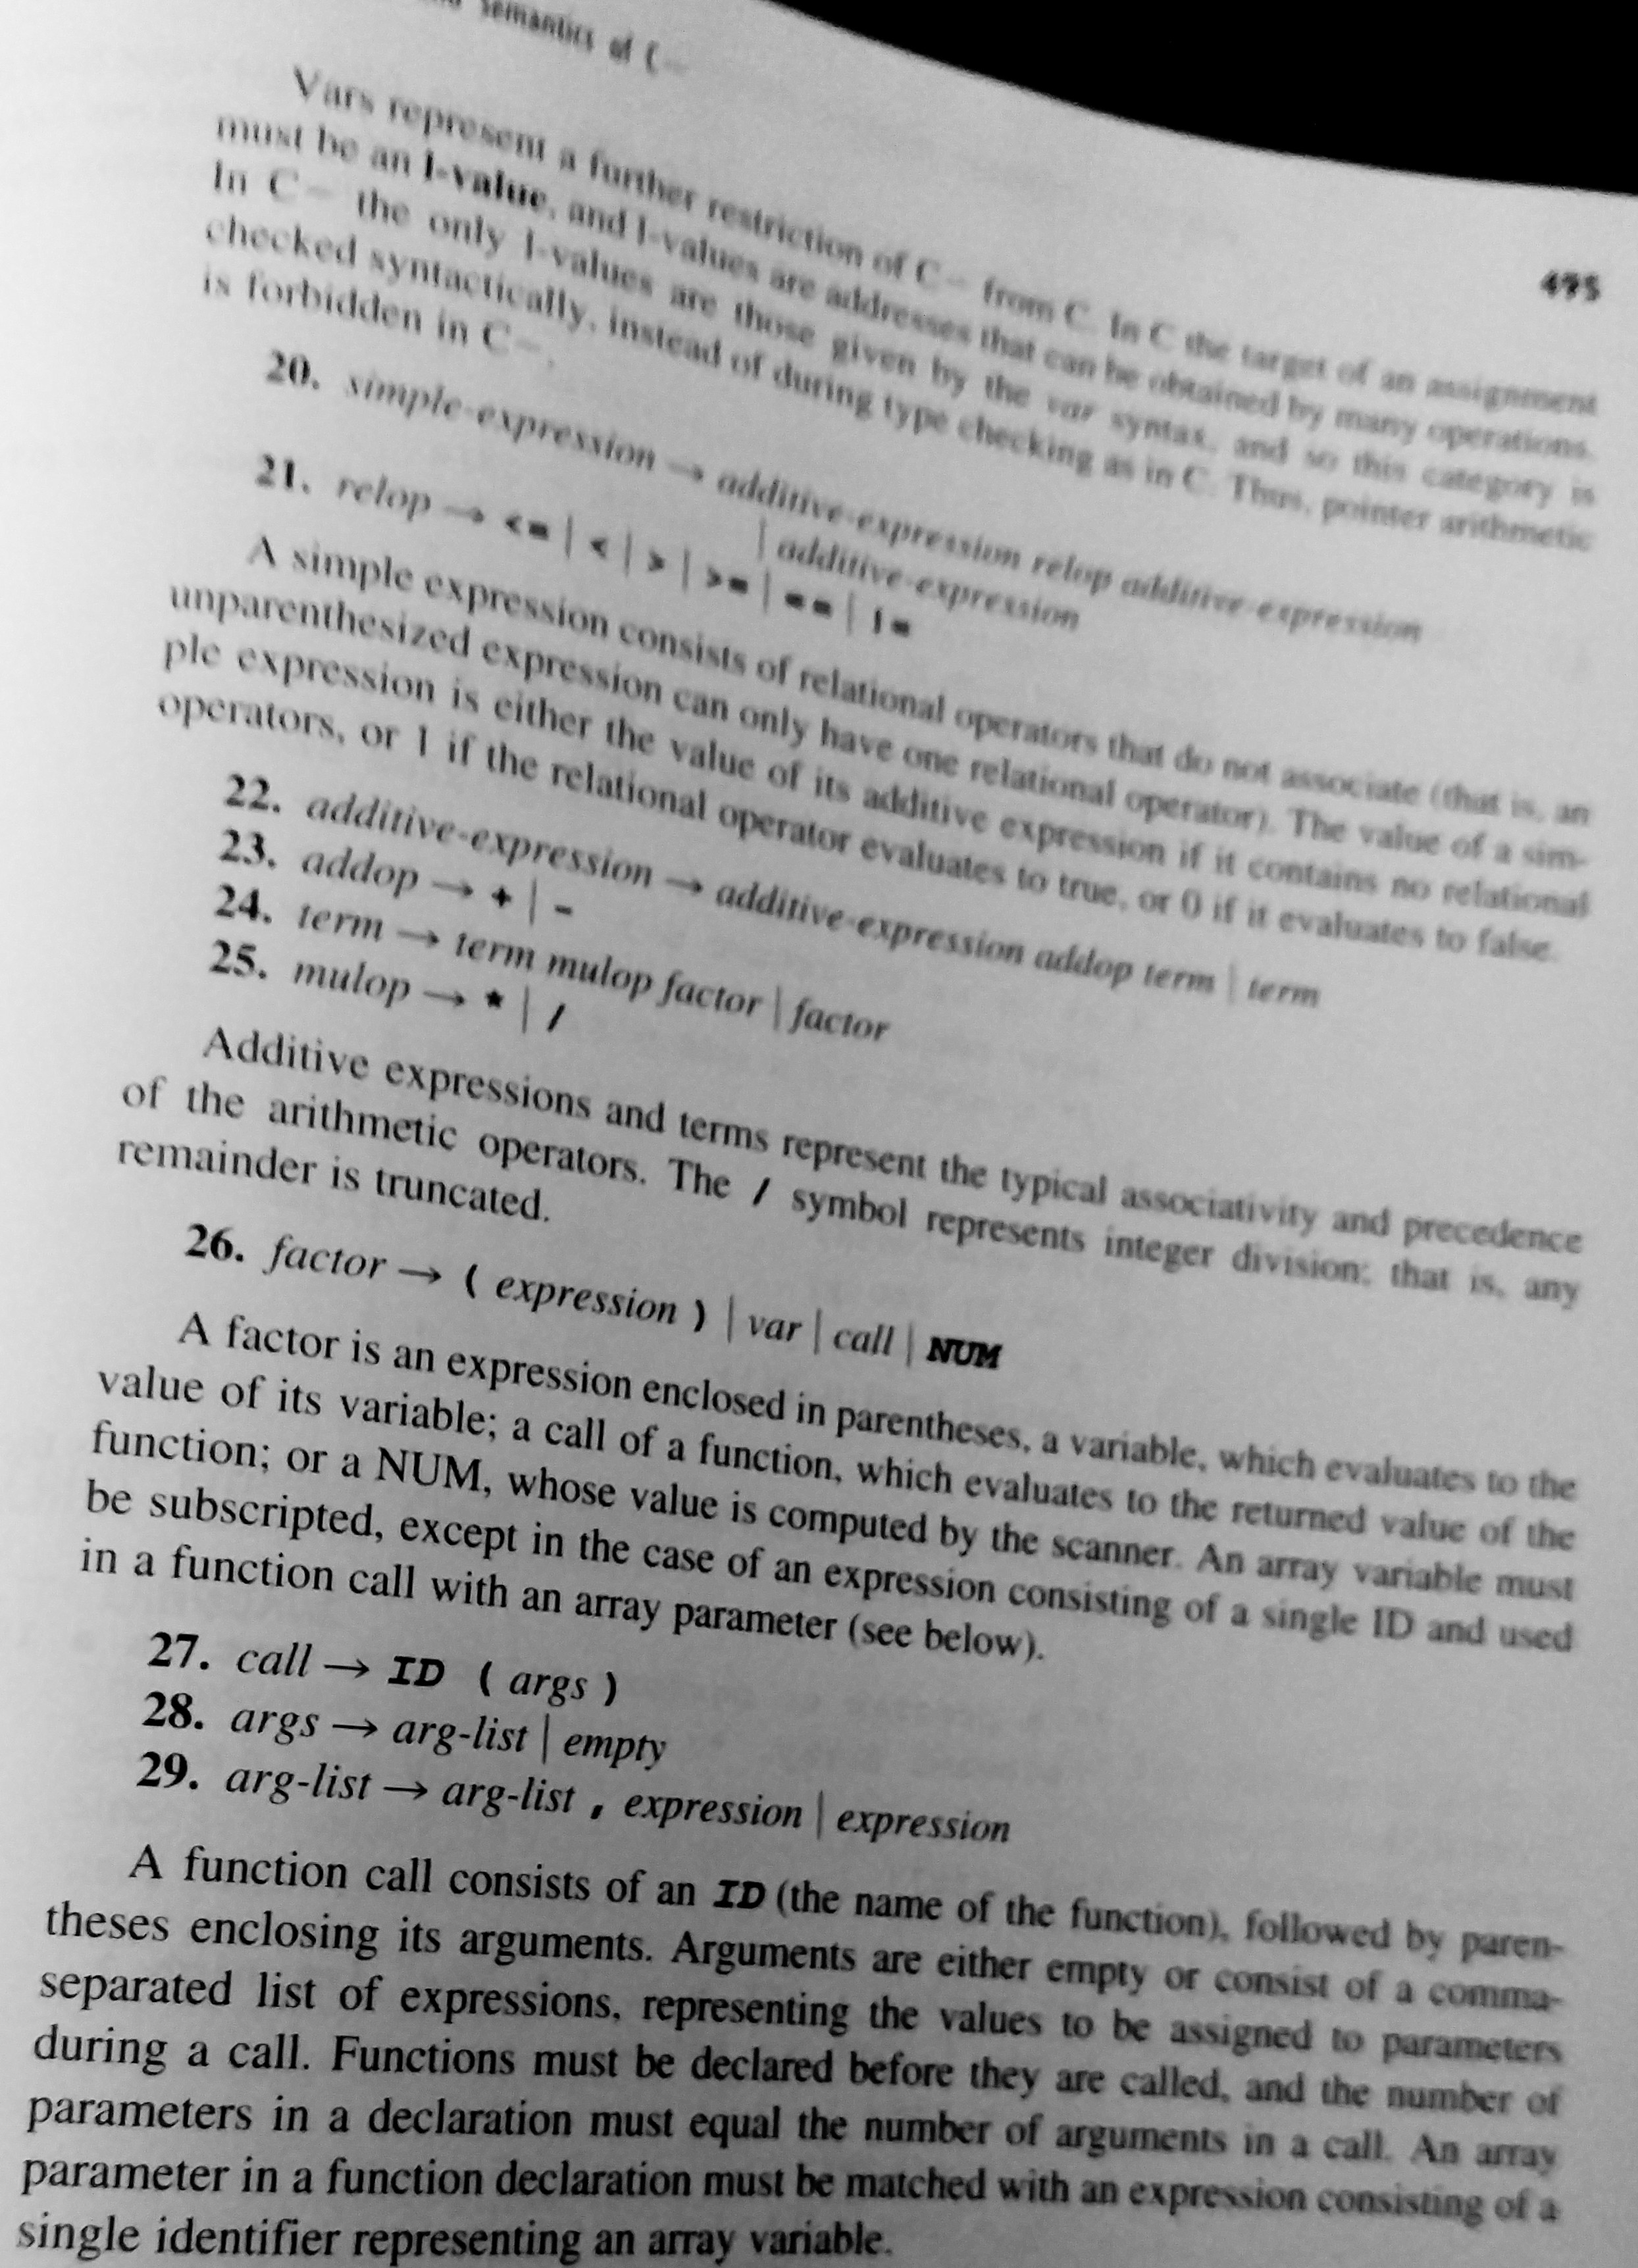 Semantics of C-
495
Vars represent a further restriction of C- from C. In C the target of an assignment
must be an l-value, and l-values are addresses that can be obtained by many operations.
In C- the only l-values are those given by the var syntax, and so this category is
checked syntactically, instead of during type checking as in C. Thus, pointer arithmetic
is forbidden in C-.
20. simple-expression → additive-expression relop additive-expression
| additive-expression
21. relop → <= | < | > | >= | == | !=
A simple expression consists of relational operators that do not associate (that is, an
unparenthesized expression can only have one relational operator). The value of a sim-
ple expression is either the value of its additive expression if it contains no relational
operators, or 1 if the relational operator evaluates to true, or 0 if it evaluates to false.
22. additive-expression → additive-expression addop term | term
23. addop → + | -
24. term → term mulop factor | factor
25. mulop → * | /
Additive expressions and terms represent the typical associativity and precedence
of the arithmetic operators. The / symbol represents integer division; that is, any
remainder is truncated.
26. factor → ( expression ) | var | call | NUM
A factor is an expression enclosed in parentheses, a variable, which evaluates to the
value of its variable; a call of a function, which evaluates to the returned value of the
function; or a NUM, whose value is computed by the scanner. An array variable must
be subscripted, except in the case of an expression consisting of a single ID and used
in a function call with an array parameter (see below).
27. call → ID ( args )
28. args → arg-list | empty
29. arg-list → arg-list , expression | expression
A function call consists of an ID (the name of the function), followed by paren-
theses enclosing its arguments. Arguments are either empty or consist of a comma-
separated list of expressions, representing the values to be assigned to parameters
during a call. Functions must be declared before they are called, and the number of
parameters in a declaration must equal the number of arguments in a call. An array
parameter in a function declaration must be matched with an expression consisting of a
single identifier representing an array variable.